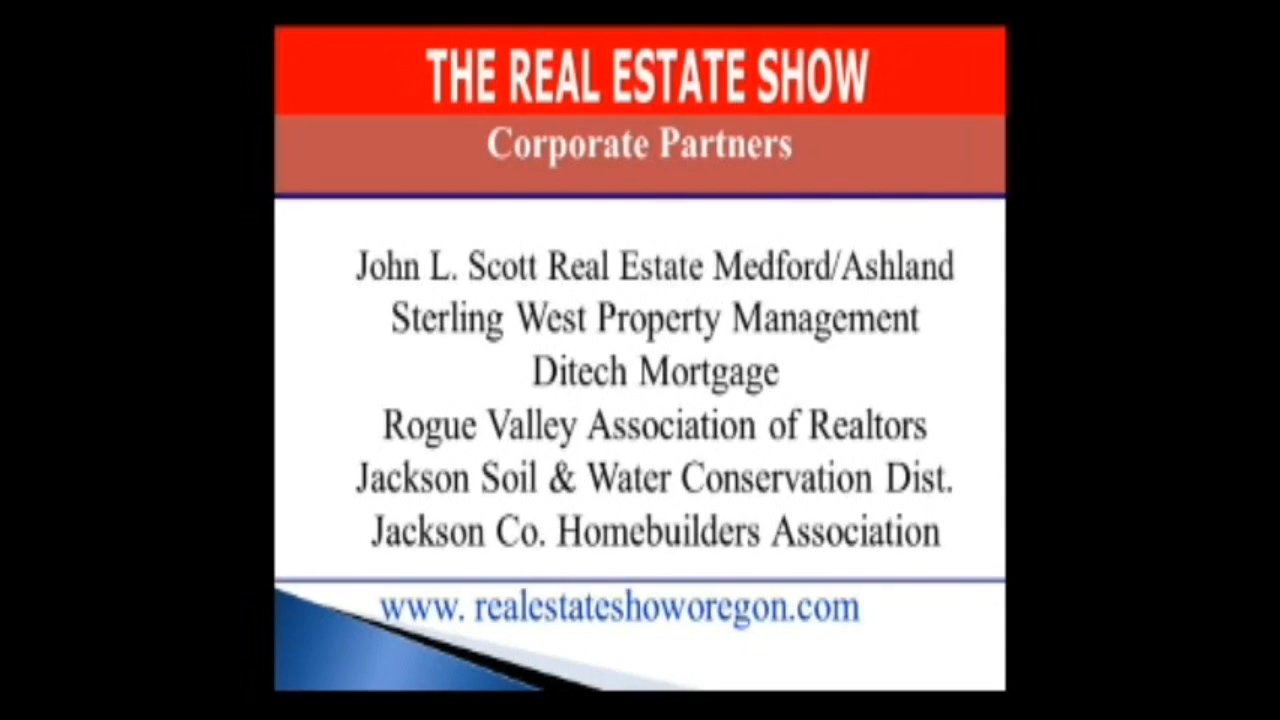 THE REAL ESTATE SHOW
Corporate Partners
John L. Scott Real Estate Medford/Ashland
Sterling West Property Management
Ditech Mortgage
Rogue Valley Association of Realtors
Jackson Soil & Water Conservation Dist.
Jackson Co. Homebuilders Association
www. realestateshoworegon.com